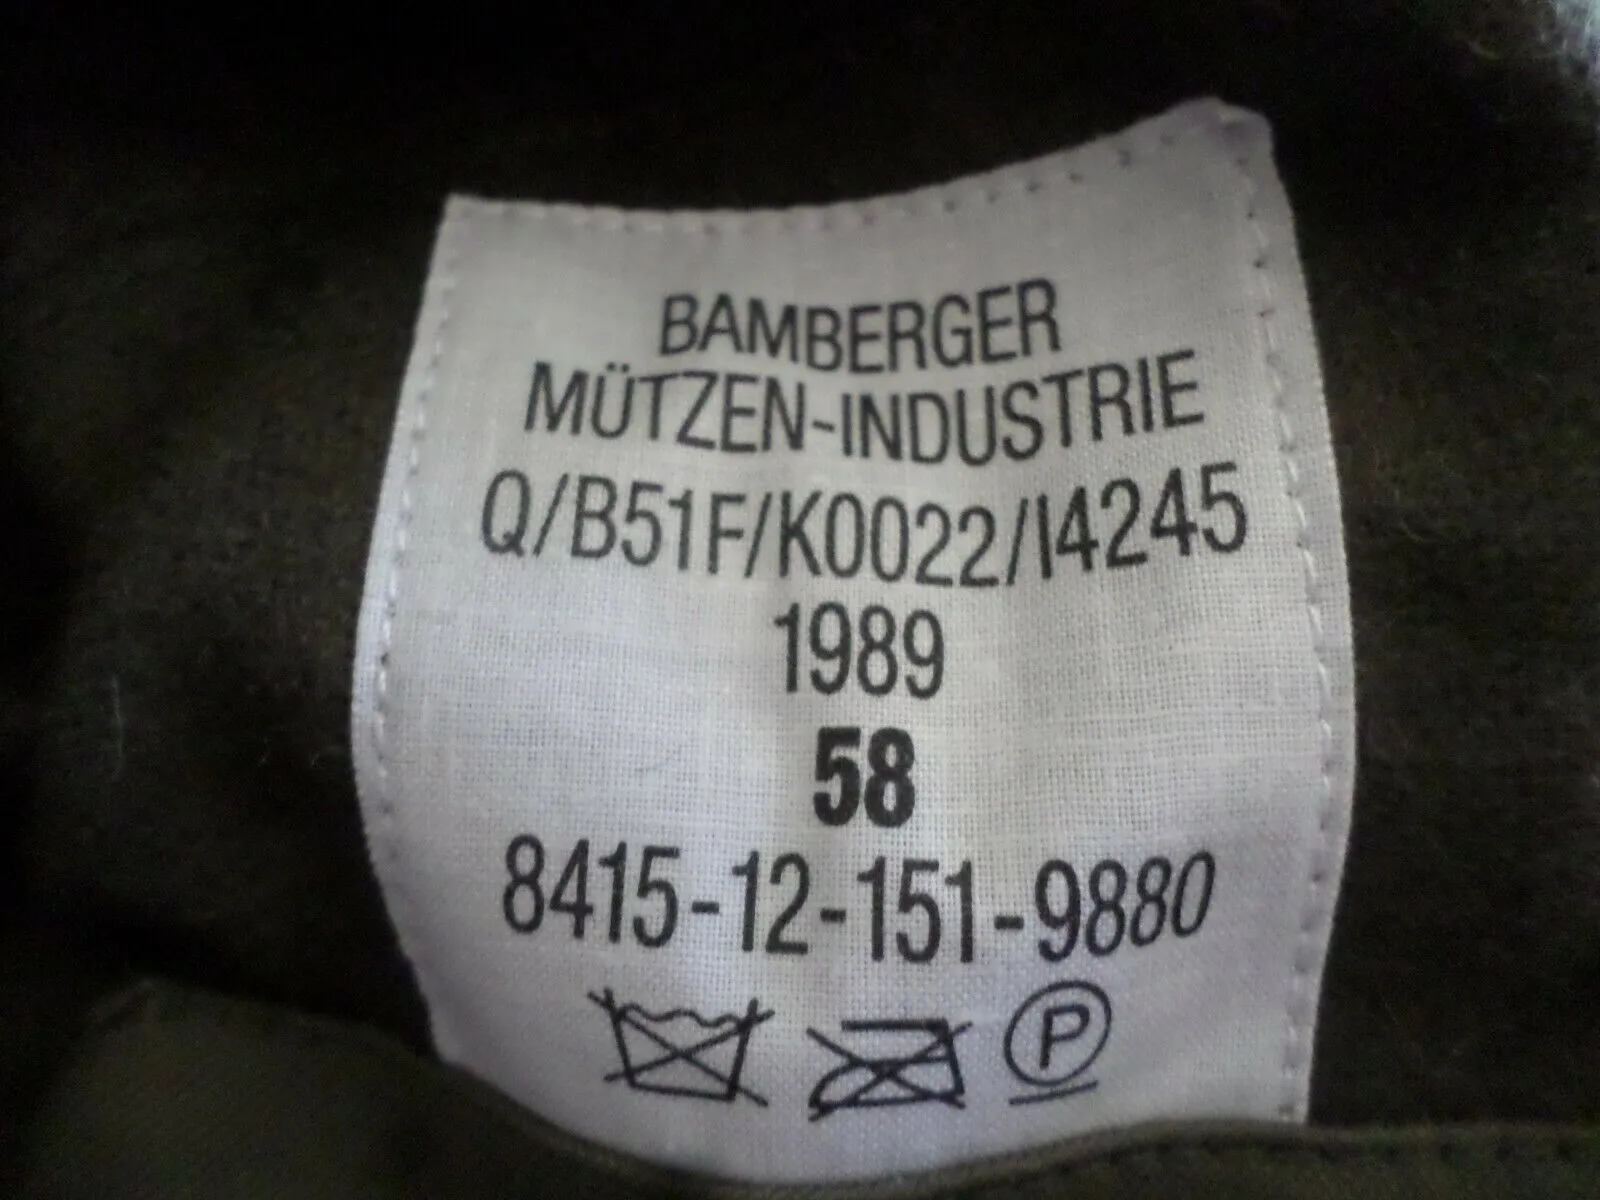 BAMBERGER
MÜTZEN-INDUSTRIE
Q/B51F/K0022/I4245
1989
58
8415-12-151-9880
P